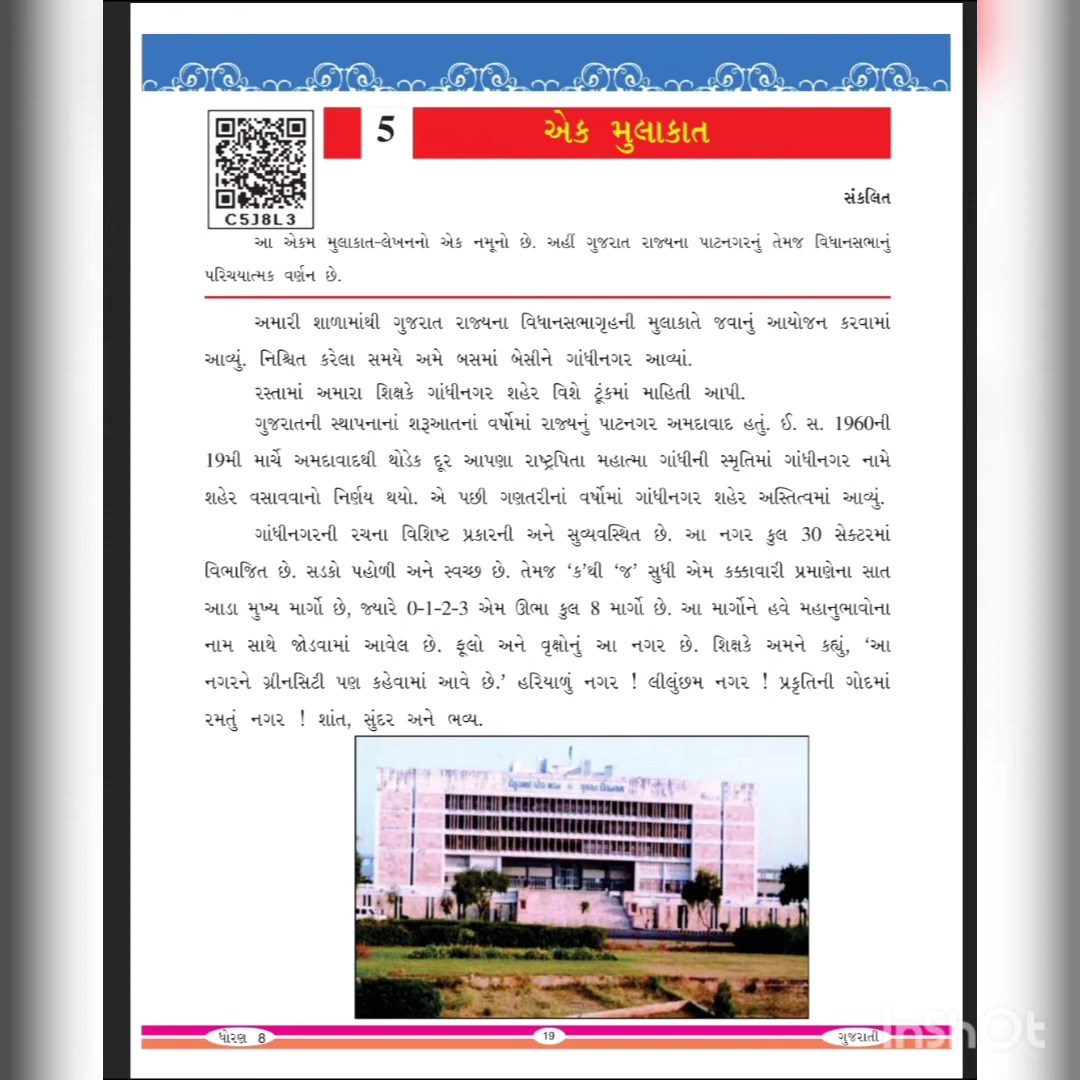 5
એક મુલાકાત
C5J8L3
સંકલિત
આ એકમ મુલાકાત-લેખનનો એક નમૂનો છે. અહીં ગુજરાત રાજ્યના પાટનગરનું તેમજ વિધાનસભાનું
પરિચયાત્મક વર્ણન છે.
અમારી શાળામાંથી ગુજરાત રાજ્યના વિધાનસભાગૃહની મુલાકાતે જવાનું આયોજન કરવામાં
આવ્યું. નિશ્ચિત કરેલા સમયે અમે બસમાં બેસીને ગાંધીનગર આવ્યાં.
રસ્તામાં અમારા શિક્ષકે ગાંધીનગર શહેર વિશે ટૂંકમાં માહિતી આપી.
ગુજરાતની સ્થાપનાનાં શરૂઆતનાં વર્ષોમાં રાજ્યનું પાટનગર અમદાવાદ હતું. ઈ. સ. 1960ની
19મી માર્ચે અમદાવાદથી થોડેક દૂર આપણા રાષ્ટ્રપિતા મહાત્મા ગાંધીની સ્મૃતિમાં ગાંધીનગર નામે
શહેર વસાવવાનો નિર્ણય થયો. એ પછી ગણતરીનાં વર્ષોમાં ગાંધીનગર શહેર અસ્તિત્વમાં આવ્યું.
ગાંધીનગરની રચના વિશિષ્ટ પ્રકારની અને સુવ્યવસ્થિત છે. આ નગર કુલ 30 સેક્ટરમાં
વિભાજિત છે. સડકો પહોળી અને સ્વચ્છ છે. તેમજ ‘ક’થી ‘જ’ સુધી એમ કક્કાવારી પ્રમાણેના સાત
આડા મુખ્ય માર્ગો છે, જ્યારે 0-1-2-3 એમ ઊભા કુલ 8 માર્ગો છે. આ માર્ગોને હવે મહાનુભાવોના
નામ સાથે જોડવામાં આવેલ છે. ફૂલો અને વૃક્ષોનું આ નગર છે. શિક્ષકે અમને કહ્યું, ‘આ
નગરને ગ્રીનસિટી પણ કહેવામાં આવે છે.’ હરિયાળું નગર ! લીલુંછમ નગર ! પ્રકૃતિની ગોદમાં
રમતું નગર ! શાંત, સુંદર અને ભવ્ય.
ધોરણ 8
19
ગુજરાતી
InShOt